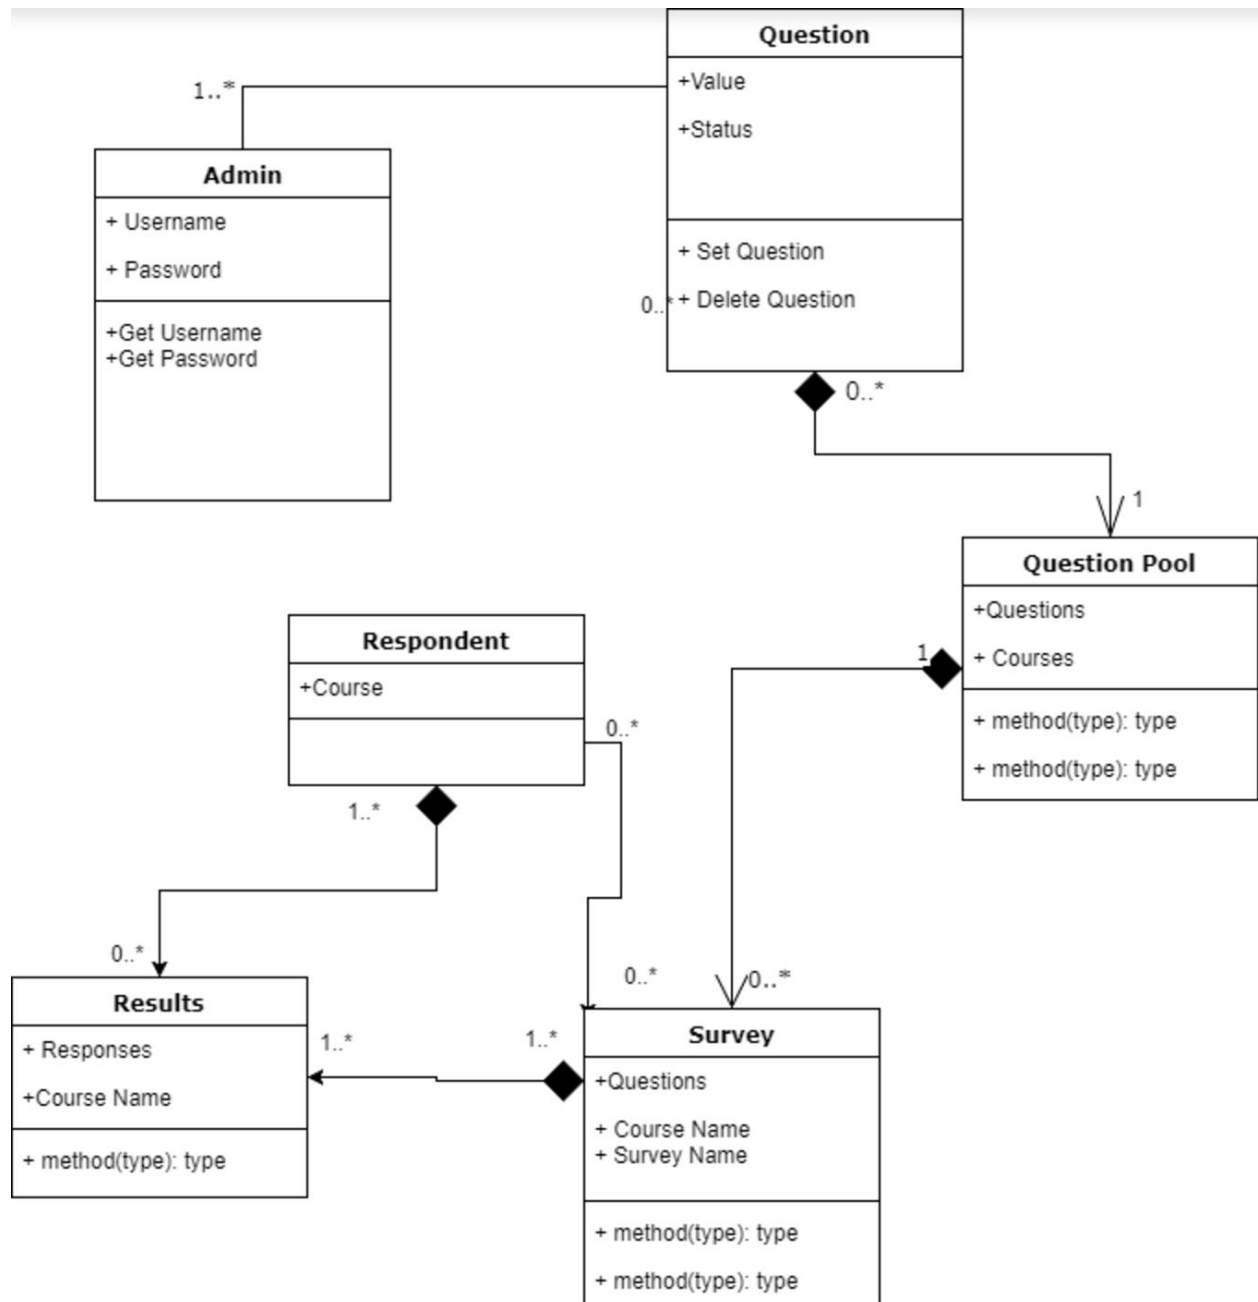 Question
+Value
+Status
+ Set Question
+ Delete Question
0..*
0..*
1..*
Admin
+ Username
+ Password
+Get Username
+Get Password
1
Question Pool
+Questions
+ Courses
+ method(type): type
+ method(type): type
1
Respondent
+Course
0..*
1..*
0..*
Results
+ Responses
+Course Name
+ method(type): type
1..*
1..*
0..*
0..*
Survey
+Questions
+ Course Name
+ Survey Name
+ method(type): type
+ method(type): type